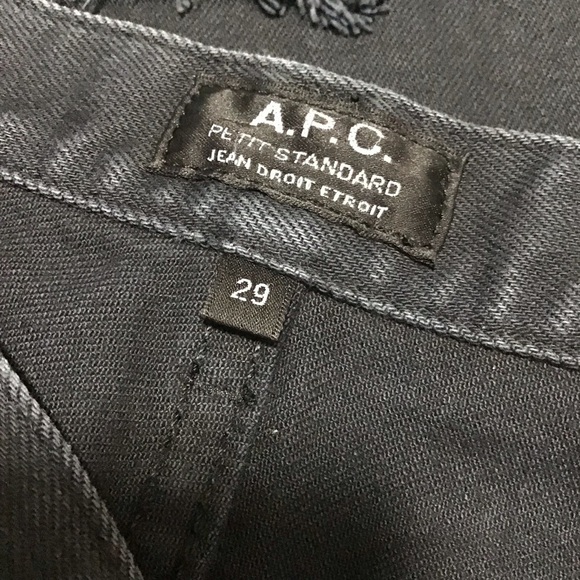 A.P.C.
PETIT STANDARD
JEAN DROIT ETROIT
29